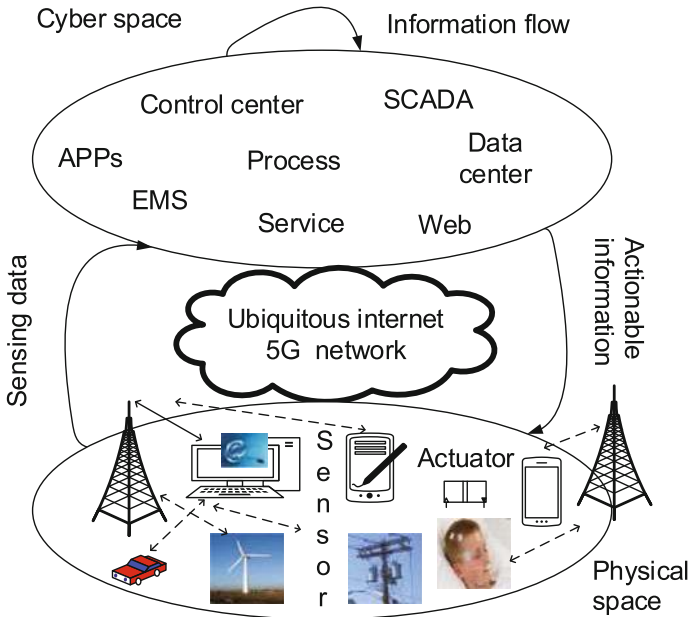 Cyber space
Information flow
Control center
SCADA
APPs
Process
Data
center
EMS
Service
Web
Sensing data
Actionable
information
Ubiquitous internet
5G network
Sensor
Actuator
Physical
space